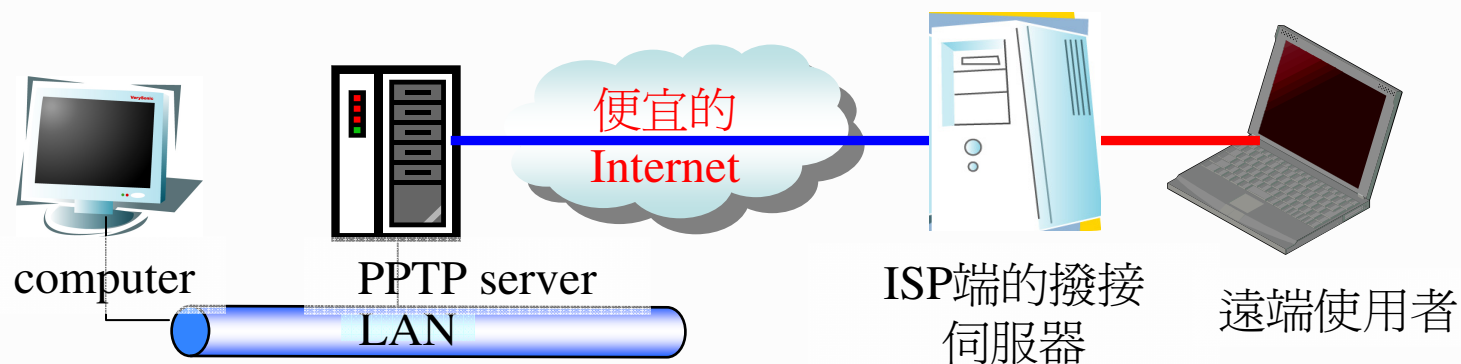 VerySonic
便宜的
Internet
computer
PPTP server
LAN
ISP端的撥接
伺服器
遠端使用者